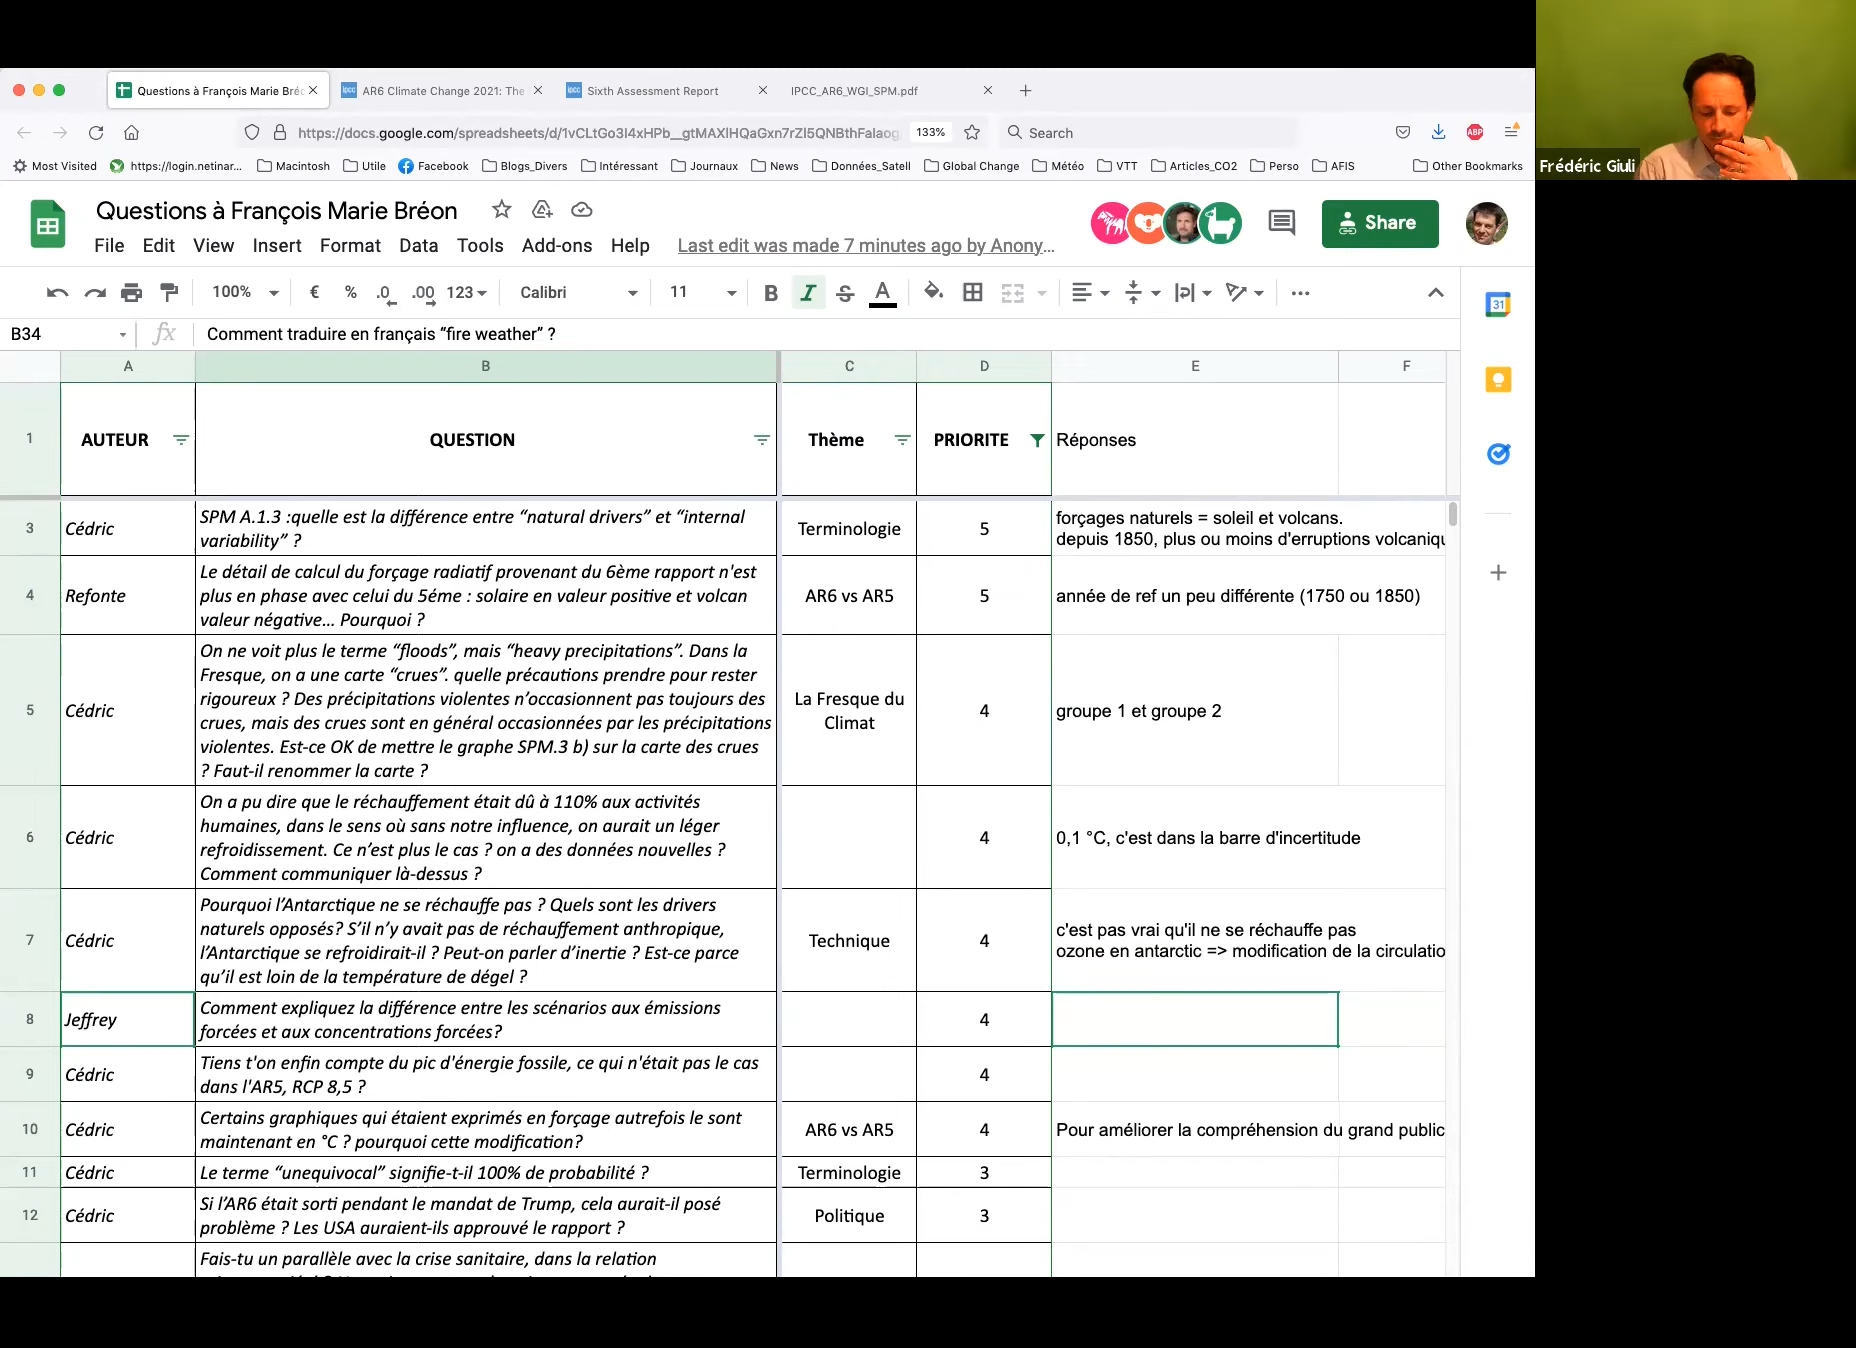 Questions à François Marie Bréo
AR6 Climate Change 2021: The
Sixth Assessment Report
IPCC_AR6_WGI_SPM.pdf
133%
Search
Most Visited
https://login.netinar...
Macintosh
Utile
Facebook
Blogs_Divers
Intéressant
Journaux
News
Données_Satell
Global Change
Météo
VTT
Articles_CO2
Perso
AFIS
Other Bookmarks
Frédéric Giuli
Questions à François Marie Bréon
File Edit View Insert Format Data Tools Add-ons Help Last edit was made 7 minutes ago by Anony...
Share
100% € % .0 .00 123 Calibri 11 B I S A
31
B34 fx Comment traduire en français “fire weather” ?
A B C D E F
1 AUTEUR QUESTION Thème PRIORITE Réponses
3 Cédric
SPM A.1.3 :quelle est la différence entre “natural drivers” et “internal
variability” ?
Terminologie 5
forçages naturels = soleil et volcans.
depuis 1850, plus ou moins d'erruptions volcaniqu
4 Refonte
Le détail de calcul du forçage radiatif provenant du 6ème rapport n'est
plus en phase avec celui du 5éme : solaire en valeur positive et volcan
valeur négative... Pourquoi ?
AR6 vs AR5 5
année de ref un peu différente (1750 ou 1850)
5 Cédric
On ne voit plus le terme “floods”, mais “heavy precipitations”. Dans la
Fresque, on a une carte “crues”. quelle précautions prendre pour rester
rigoureux ? Des précipitations violentes n’occasionnent pas toujours des
crues, mais des crues sont en général occasionnées par les précipitations
violentes. Est-ce OK de mettre le graphe SPM.3 b) sur la carte des crues
? Faut-il renommer la carte ?
La Fresque du
Climat
4
groupe 1 et groupe 2
6 Cédric
On a pu dire que le réchauffement était dû à 110% aux activités
humaines, dans le sens où sans notre influence, on aurait un léger
refroidissement. Ce n’est plus le cas ? on a des données nouvelles ?
Comment communiquer là-dessus ?
4
0,1 °C, c'est dans la barre d'incertitude
7 Cédric
Pourquoi l’Antarctique ne se réchauffe pas ? Quels sont les drivers
naturels opposés? S’il n’y avait pas de réchauffement anthropique,
l’Antarctique se refroidirait-il ? Peut-on parler d’inertie ? Est-ce parce
qu’il est loin de la température de dégel ?
Technique 4
c'est pas vrai qu'il ne se réchauffe pas
ozone en antarctic => modification de la circulatio
8 Jeffrey
Comment expliquez la différence entre les scénarios aux émissions
forcées et aux concentrations forcées?
4
9 Cédric
Tiens t'on enfin compte du pic d'énergie fossile, ce qui n'était pas le cas
dans l'AR5, RCP 8,5 ?
4
10 Cédric
Certains graphiques qui étaient exprimés en forçage autrefois le sont
maintenant en °C ? pourquoi cette modification?
AR6 vs AR5 4
Pour améliorer la compréhension du grand public
11 Cédric
Le terme “unequivocal” signifie-t-il 100% de probabilité ?
Terminologie 3
12 Cédric
Si l’AR6 était sorti pendant le mandat de Trump, cela aurait-il posé
problème ? Les USA auraient-ils approuvé le rapport ?
Politique 3
Fais-tu un parallèle avec la crise sanitaire, dans la relation